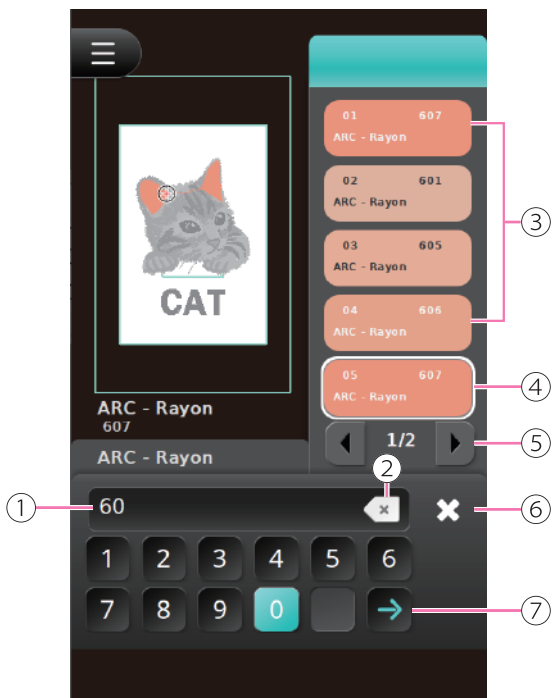 01 607
ARC - Rayon
02 601
ARC - Rayon
03 605
ARC - Rayon
04 606
ARC - Rayon
05 607
ARC - Rayon
CAT
ARC - Rayon
607
ARC - Rayon
1/2
60
1 2 3 4 5 6
7 8 9 0
1
2
3
4
5
6
7